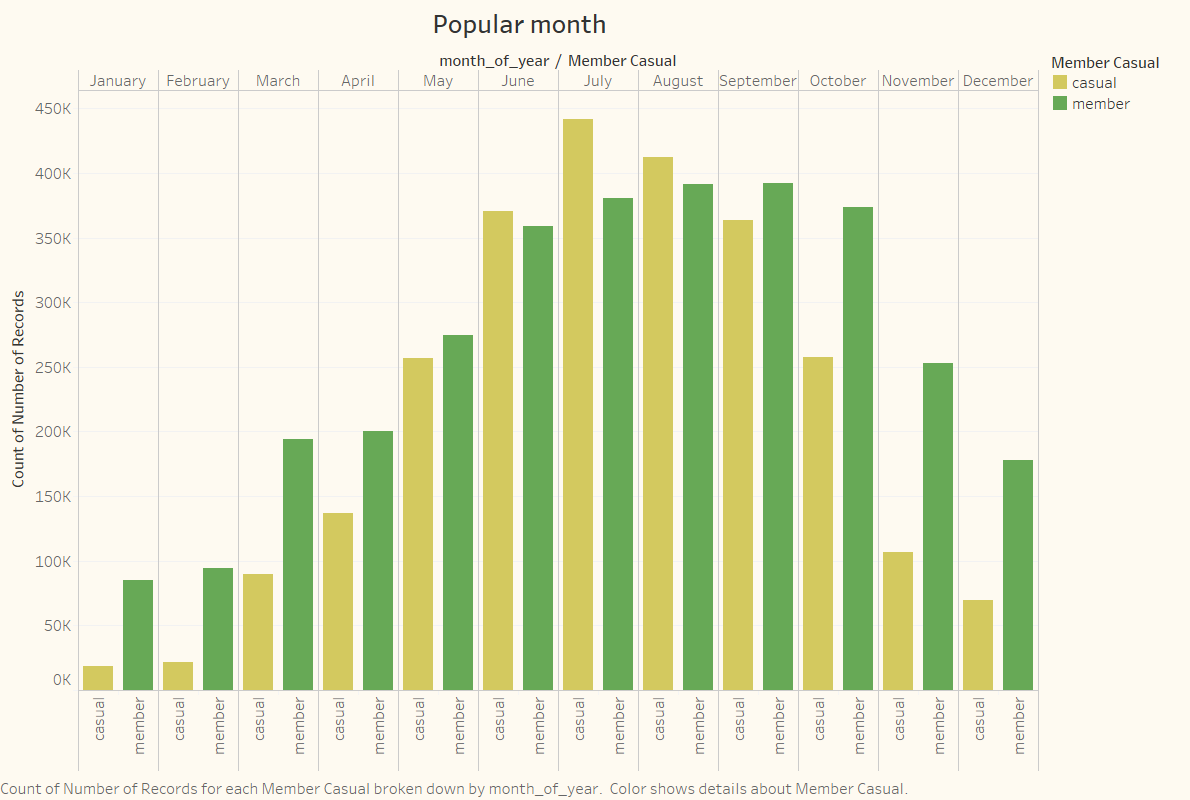 Popular month
month_of_year / Member Casual
January February March April May June July August September October November December
Member Casual
casual
member
450K
400K
350K
300K
250K
200K
150K
100K
50K
0K
Count of Number of Records
casual member casual member casual member casual member casual member casual member casual member casual member casual member casual member casual member casual member
Count of Number of Records for each Member Casual broken down by month_of_year. Color shows details about Member Casual.